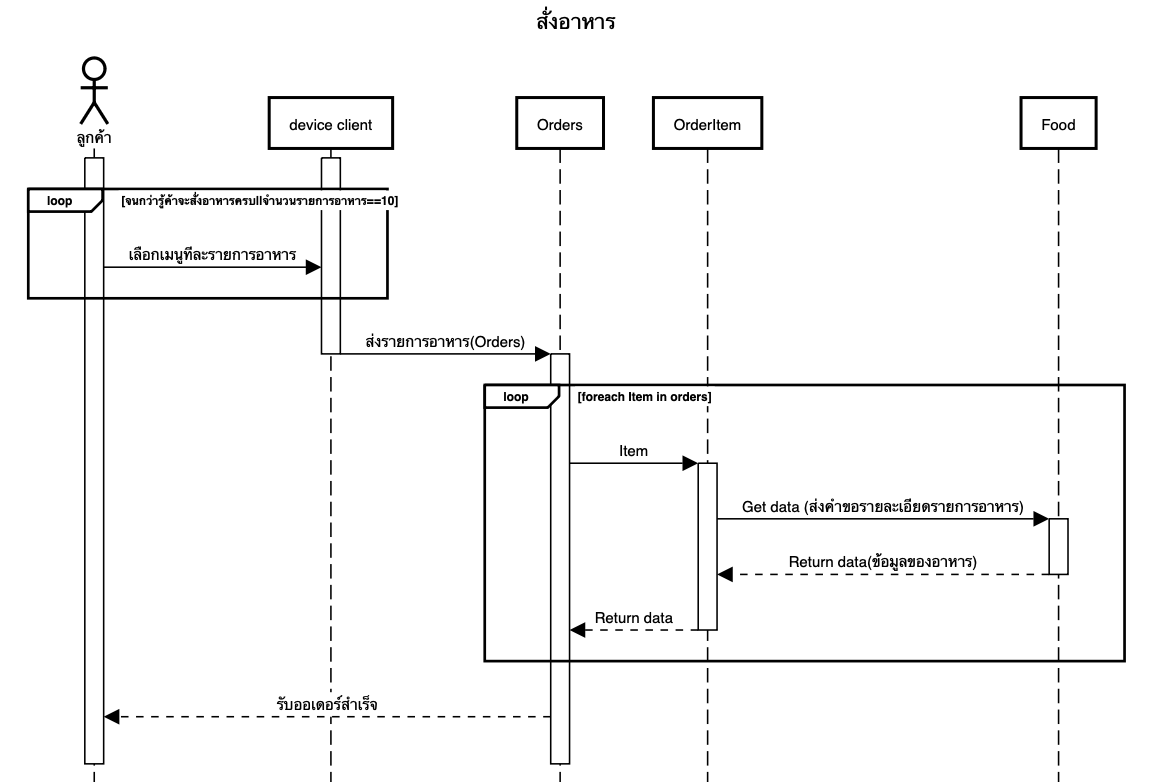 สั่งอาหาร
ลูกค้า
device client
Orders
OrderItem
Food
loop
[จนกว่ารู้ค้าจะสั่งอาหารครบ||จำนวนรายการอาหาร==10]
เลือกเมนูทีละรายการอาหาร
ส่งรายการอาหาร(Orders)
loop
[foreach Item in orders]
Item
Get data (ส่งคำขอรายละเอียดรายการอาหาร)
Return data(ข้อมูลของอาหาร)
Return data
รับออเดอร์สำเร็จ